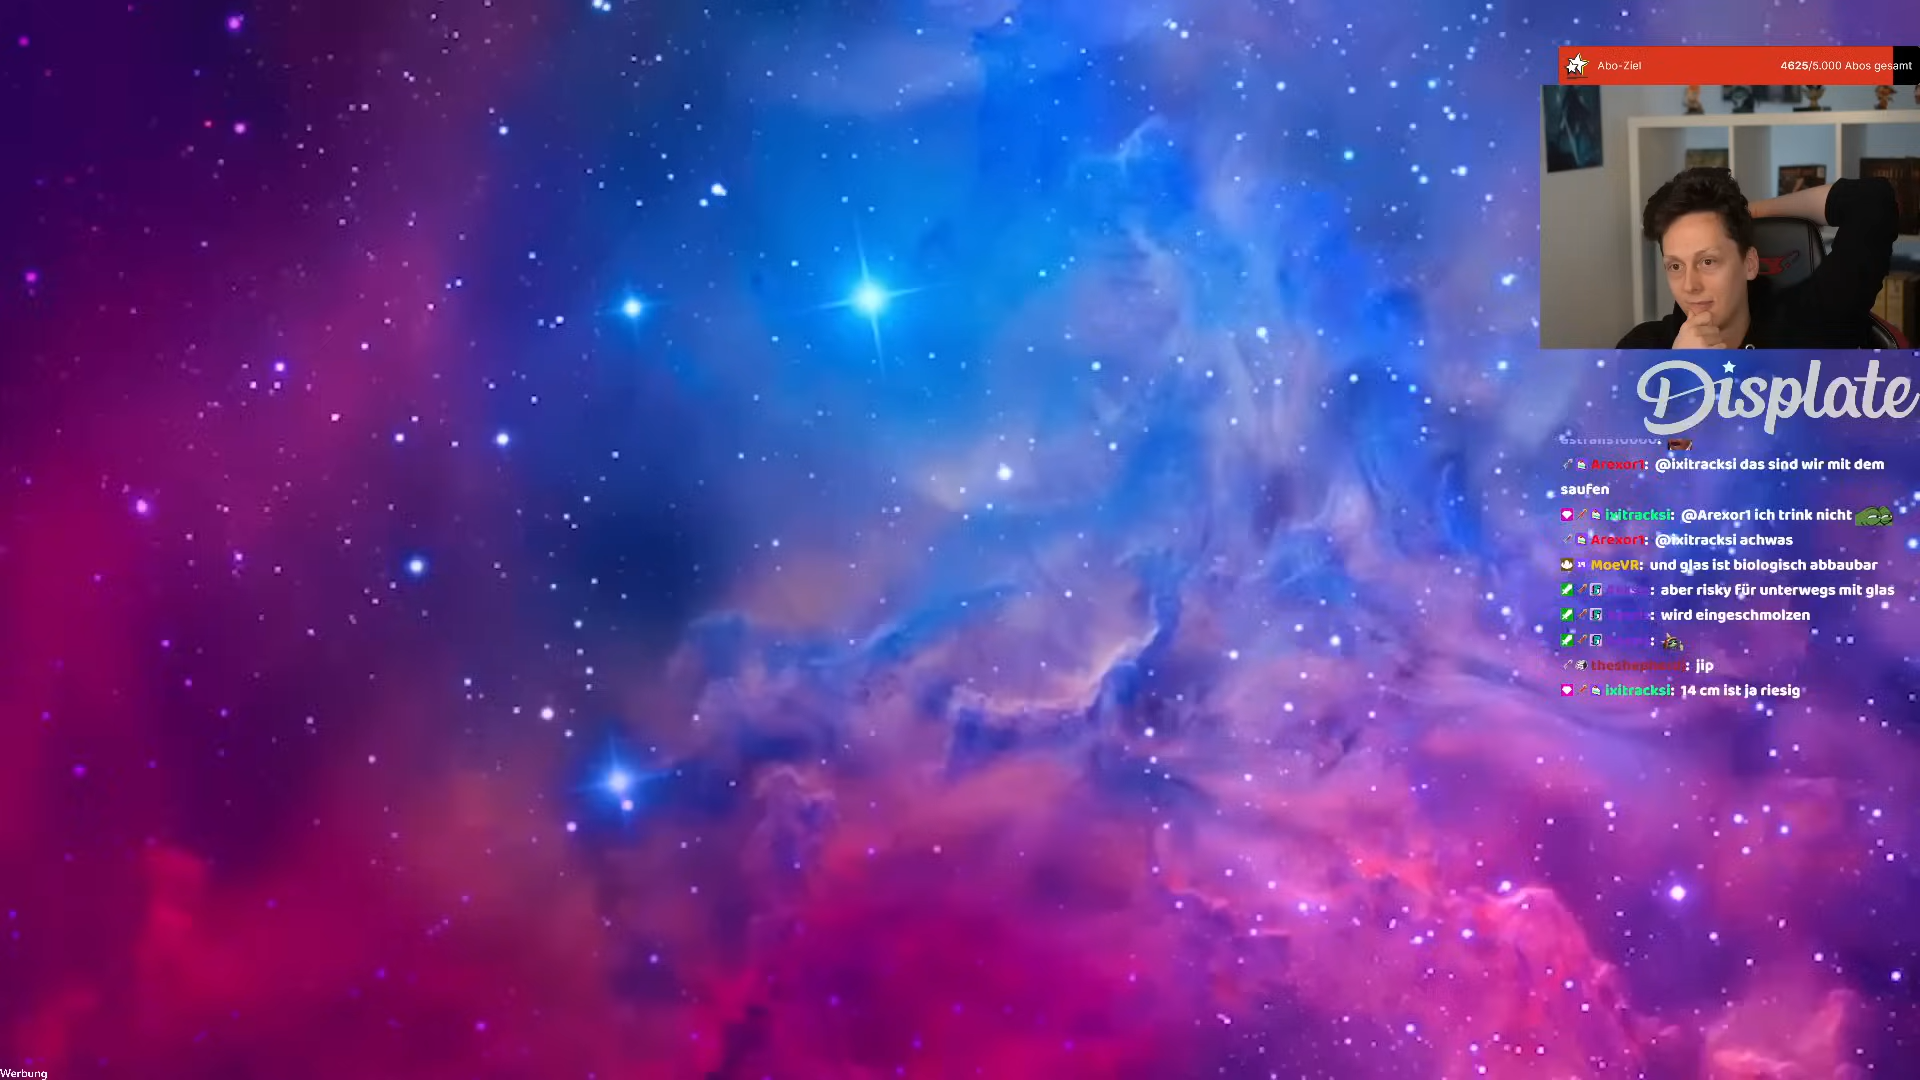 Abo-Ziel 4625/5.000 Abos gesamt
Displate
Arexor1: @ixitracksi das sind wir mit dem
saufen
ixitracksi: @Arexor1 ich trink nicht
Arexor1: @ixitracksi achwas
MoeVR: und glas ist biologisch abbaubar
: aber risky für unterwegs mit glas
: wird eingeschmolzen
:
: jip
ixitracksi: 14 cm ist ja riesig
Werbung